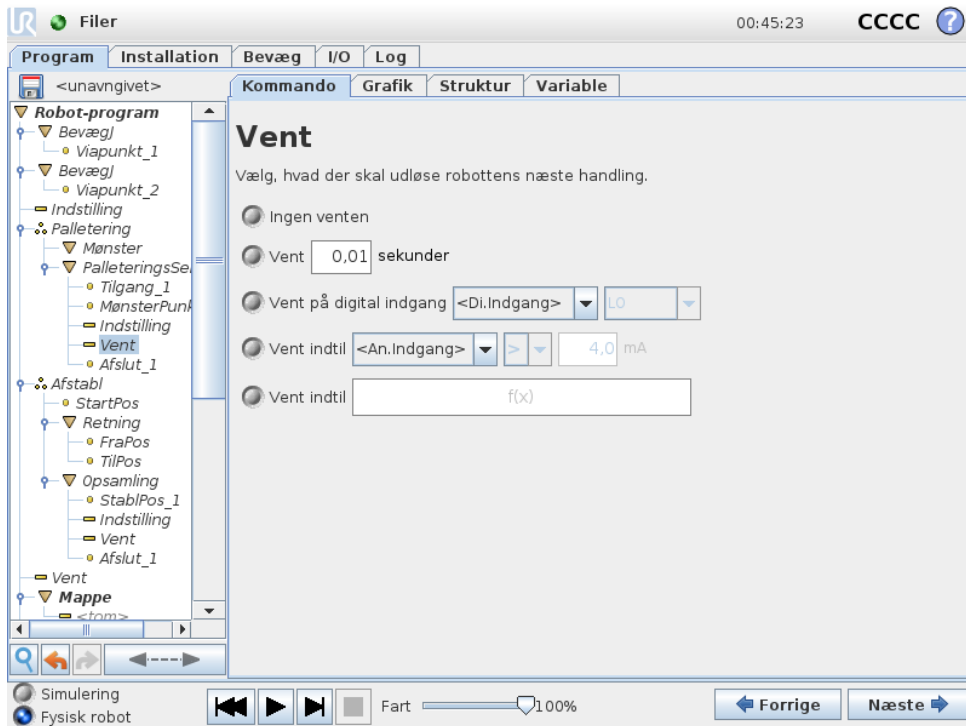 UR Filer 00:45:23 CCCC ?
Program Installation Bevæg I/O Log
<unavngivet>
Kommando Grafik Struktur Variable
Robot-program
BevægJ
Viapunkt_1
BevægJ
Viapunkt_2
Indstilling
Palletering
Mønster
PalleteringsSe
Tilgang_1
MønsterPunk
Indstilling
Vent
Afslut_1
Afstabl
StartPos
Retning
FraPos
TilPos
Opsamling
StablPos_1
Indstilling
Vent
Afslut_1
Vent
Mappe
<tom>
Vent
Vælg, hvad der skal udløse robottens næste handling.
Ingen venten
Vent 0,01 sekunder
Vent på digital indgang <Di.Indgang> LO
Vent indtil <An.Indgang> > 4,0 mA
Vent indtil f(x)
Simulering
Fysisk robot
Fart 100%
Forrige Næste